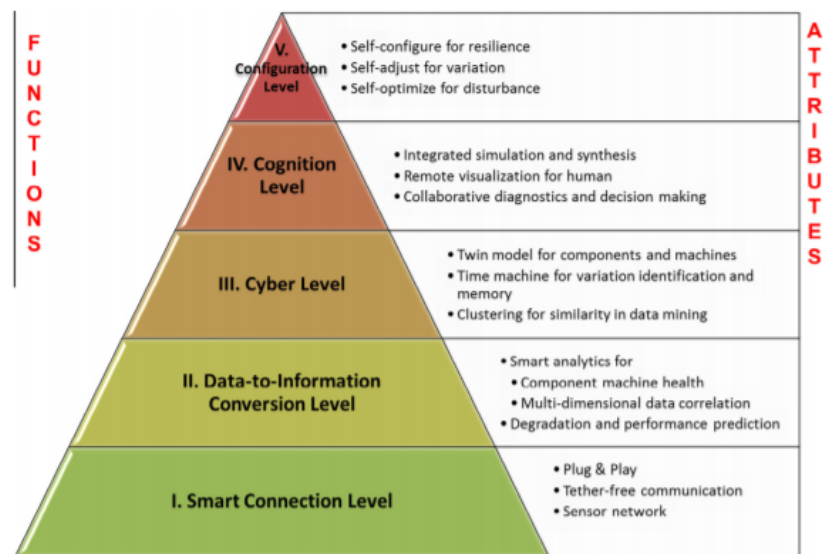 FUNCTIONS
ATTRIBUTES
V.
Configuration
Level
• Self-configure for resilience
• Self-adjust for variation
• Self-optimize for disturbance
IV. Cognition
Level
• Integrated simulation and synthesis
• Remote visualization for human
• Collaborative diagnostics and decision making
III. Cyber Level
• Twin model for components and machines
• Time machine for variation identification and
memory
• Clustering for similarity in data mining
II. Data-to-Information
Conversion Level
• Smart analytics for
• Component machine health
• Multi-dimensional data correlation
• Degradation and performance prediction
I. Smart Connection Level
• Plug & Play
• Tether-free communication
• Sensor network